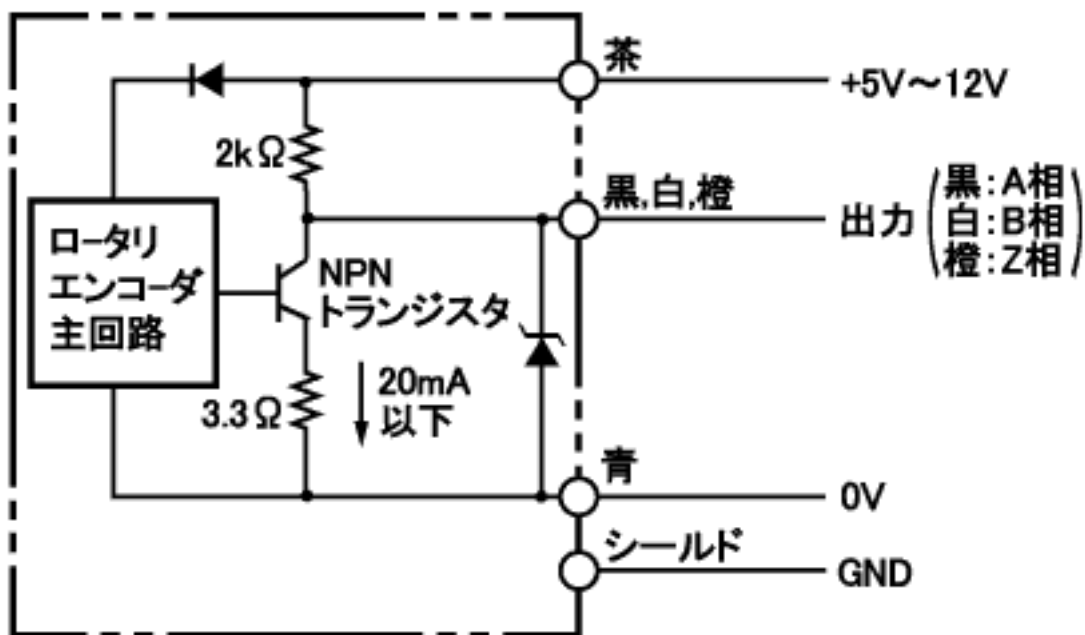 茶
+5V～12V
2kΩ
黒,白,橙
出力
黒:A相
白:B相
橙:Z相
ロータリ
エンコーダ
主回路
NPN
トランジスタ
3.3Ω
20mA
以下
青
0V
シールド
GND